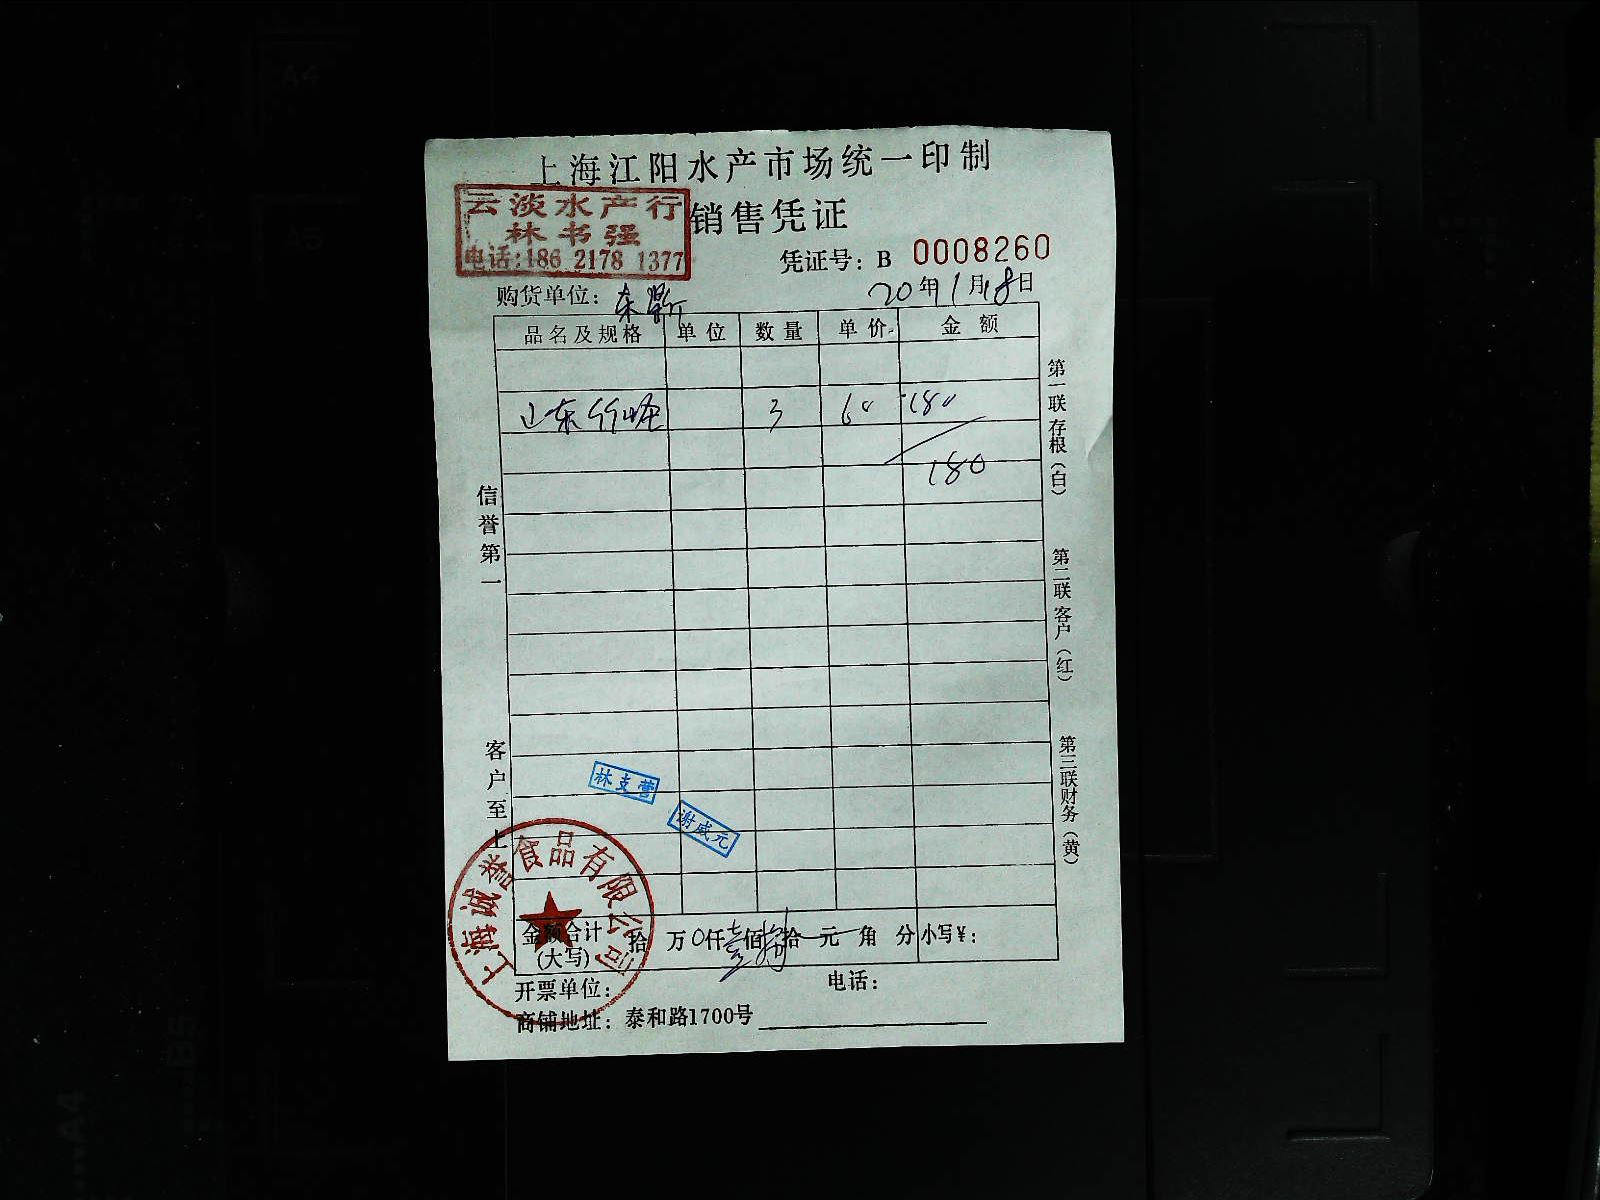 上海江阳水产市场统一印制
云淡水产行
林书强
电话:186 2178 1377
销售凭证
凭证号: B 0008260
购货单位: 东
20年1月18日
品名及规格 单位 数量 单价 金额
山东竹蛏 3 60 180
180
信誉第一
客户至上
第一联存根(白)
第二联客户(红)
第三联财务(黄)
林支营
谢咸元
上海诚誉食品有限公司
金额合计(大写) 拾 万0仟壹佰捌拾 元 角 分 小写¥:
开票单位: 电话:
商铺地址: 泰和路1700号